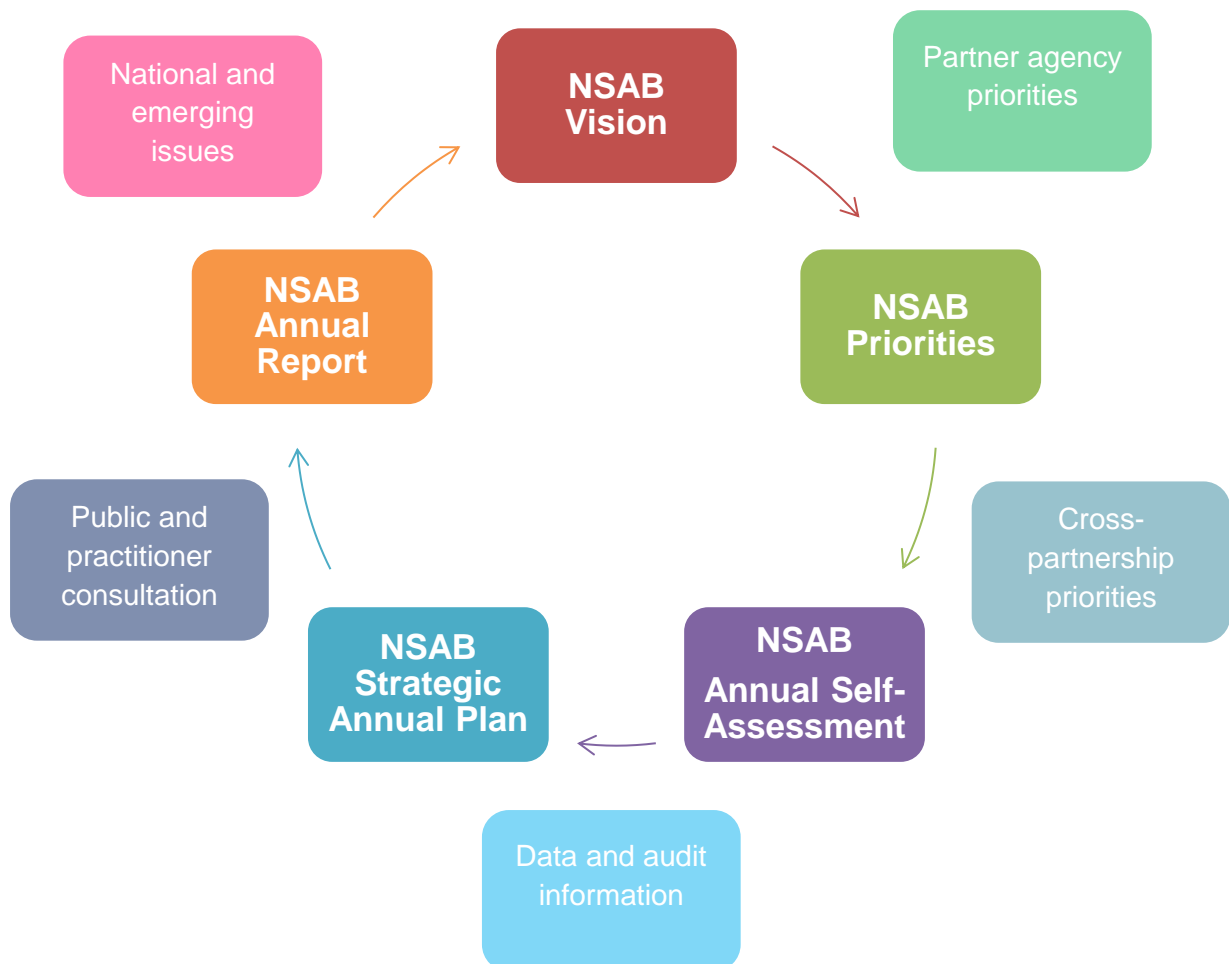 National and
emerging
issues
NSAB
Vision
Partner agency
priorities
NSAB
Annual
Report
NSAB
Priorities
Public and
practitioner
consultation
Cross-
partnership
priorities
NSAB
Strategic
Annual Plan
NSAB
Annual Self-
Assessment
Data and audit
information